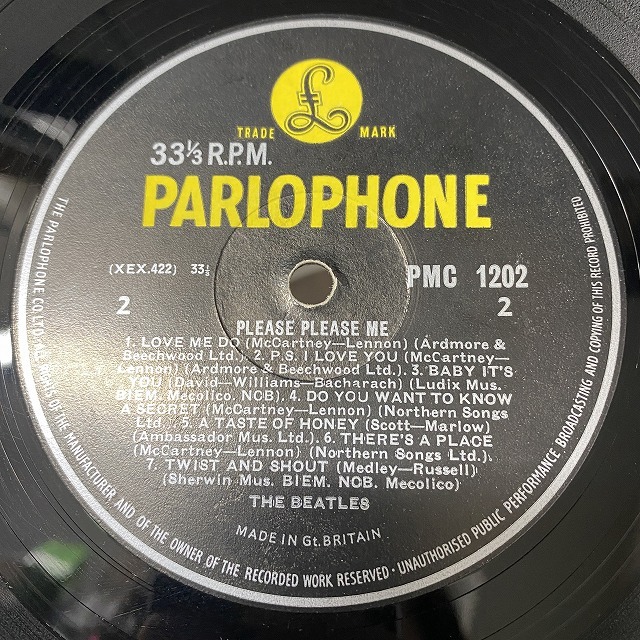 £
TRADE MARK
33⅓ R.P.M.
PARLOPHONE
(XEX.422) 33⅓
PMC 1202
2
2
PLEASE PLEASE ME
1. LOVE ME DO (McCartney—Lennon) (Ardmore &
Beechwood Ltd.) 2. P.S. I LOVE YOU (McCartney—
Lennon) (Ardmore & Beechwood Ltd.). 3. BABY IT'S
YOU (David—Williams—Bacharach) (Ludix Mus.
BIEM. Mecolico. NCB). 4. DO YOU WANT TO KNOW
A SECRET (McCartney—Lennon) (Northern Songs
Ltd. 5. A TASTE OF HONEY (Scott—Marlow)
(Ambassador Mus. Ltd.). 6. THERE'S A PLACE
(McCartney—Lennon) (Northern Songs Ltd.).
7. TWIST AND SHOUT (Medley—Russell)
(Sherwin Mus. BIEM. NCB. Mecolico)
THE BEATLES
MADE IN Gt. BRITAIN
THE PARLOPHONE CO. LTD. ALL RIGHTS OF THE MANUFACTURER AND OF THE OWNER OF THE RECORDED WORK RESERVED · UNAUTHORISED PUBLIC PERFORMANCE, BROADCASTING AND COPYING OF THIS RECORD PROHIBITED